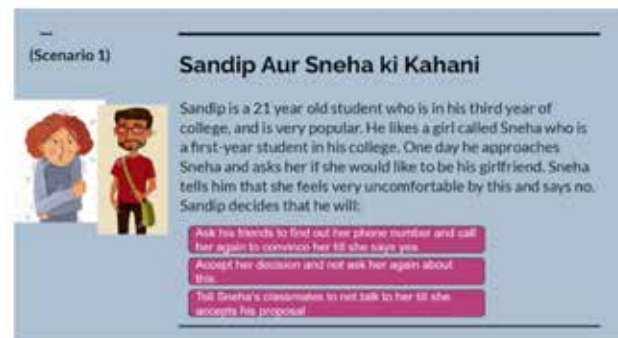 (Scenario 1)
Sandip Aur Sneha ki Kahani
Sandip is a 21 year old student who is in his third year of
college, and is very popular. He likes a girl called Sneha who is
a first-year student in his college. One day he approaches
Sneha and asks her if she would like to be his girlfriend. Sneha
tells him that she feels very uncomfortable by this and says no.
Sandip decides that he will:
Ask his friends to find out her phone number and call
her again to convince her till she says yes
Accept her decision and not ask her again about
this.
Tell Sneha's classmates to not talk to her till she
accepts his proposal